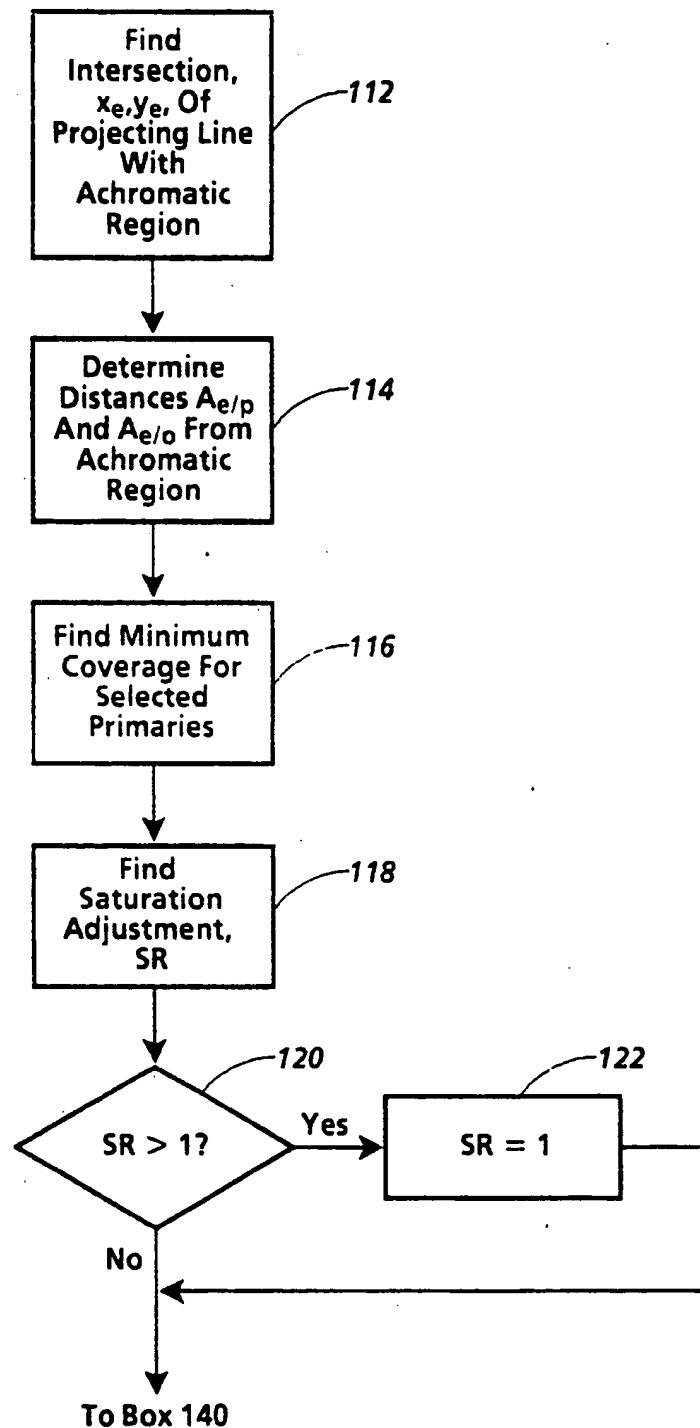 Find
Intersection,
xe,ye, Of
Projecting Line
With
Achromatic
Region
112
Determine
Distances Ae/p
And Ae/o From
Achromatic
Region
114
Find Minimum
Coverage For
Selected
Primaries
116
Find
Saturation
Adjustment,
SR
118
120
SR > 1?
Yes
122
SR = 1
No
To Box 140